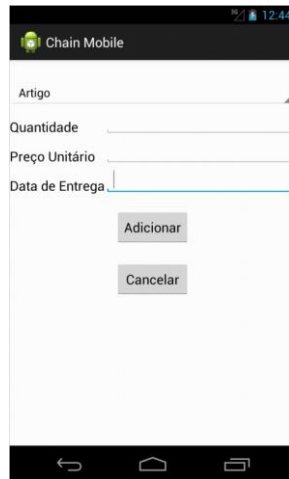 12:44
Chain Mobile
Artigo
Quantidade
Preço Unitário
Data de Entrega
Adicionar
Cancelar